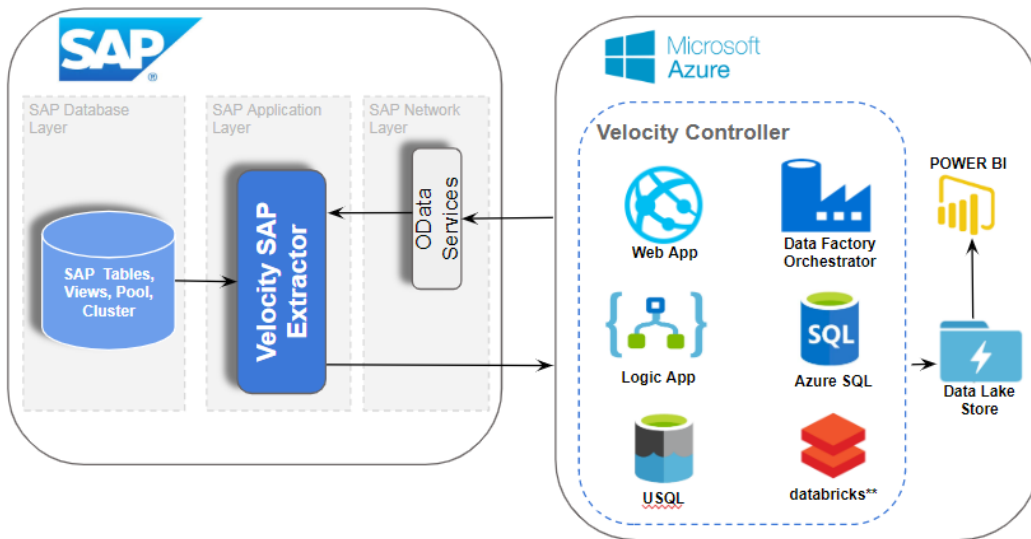 SAP
®
SAP Database
Layer
SAP Application
Layer
SAP Network
Layer
SAP Tables,
Views, Pool,
Cluster
Velocity SAP
Extractor
OData
Services
Microsoft
Azure
Velocity Controller
Web App
Data Factory
Orchestrator
Logic App
SQL
Azure SQL
USQL
databricks**
POWER BI
Data Lake
Store